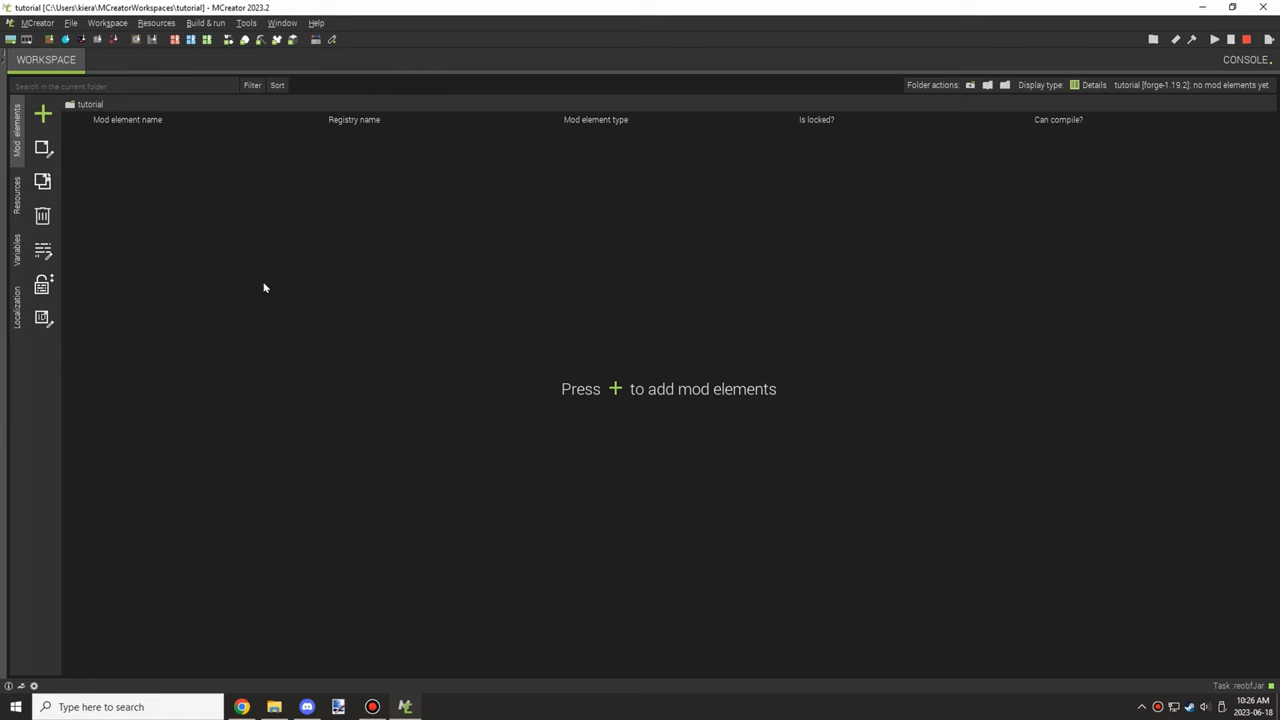 tutorial [C:\Users\kiera\MCreatorWorkspaces\tutorial] - MCreator 2023.2
MCreator File Workspace Resources Build & run Tools Window Help
WORKSPACE CONSOLE
Search in the current folder Filter Sort Folder actions: Display type: Details tutorial [forge-1.19.2]: no mod elements yet
tutorial
Mod element name Registry name Mod element type Is locked? Can compile?
Mod elements
Resources
Variables
Localization
Press + to add mod elements
Task :reobfJar
Type here to search
10:26 AM
2023-06-18